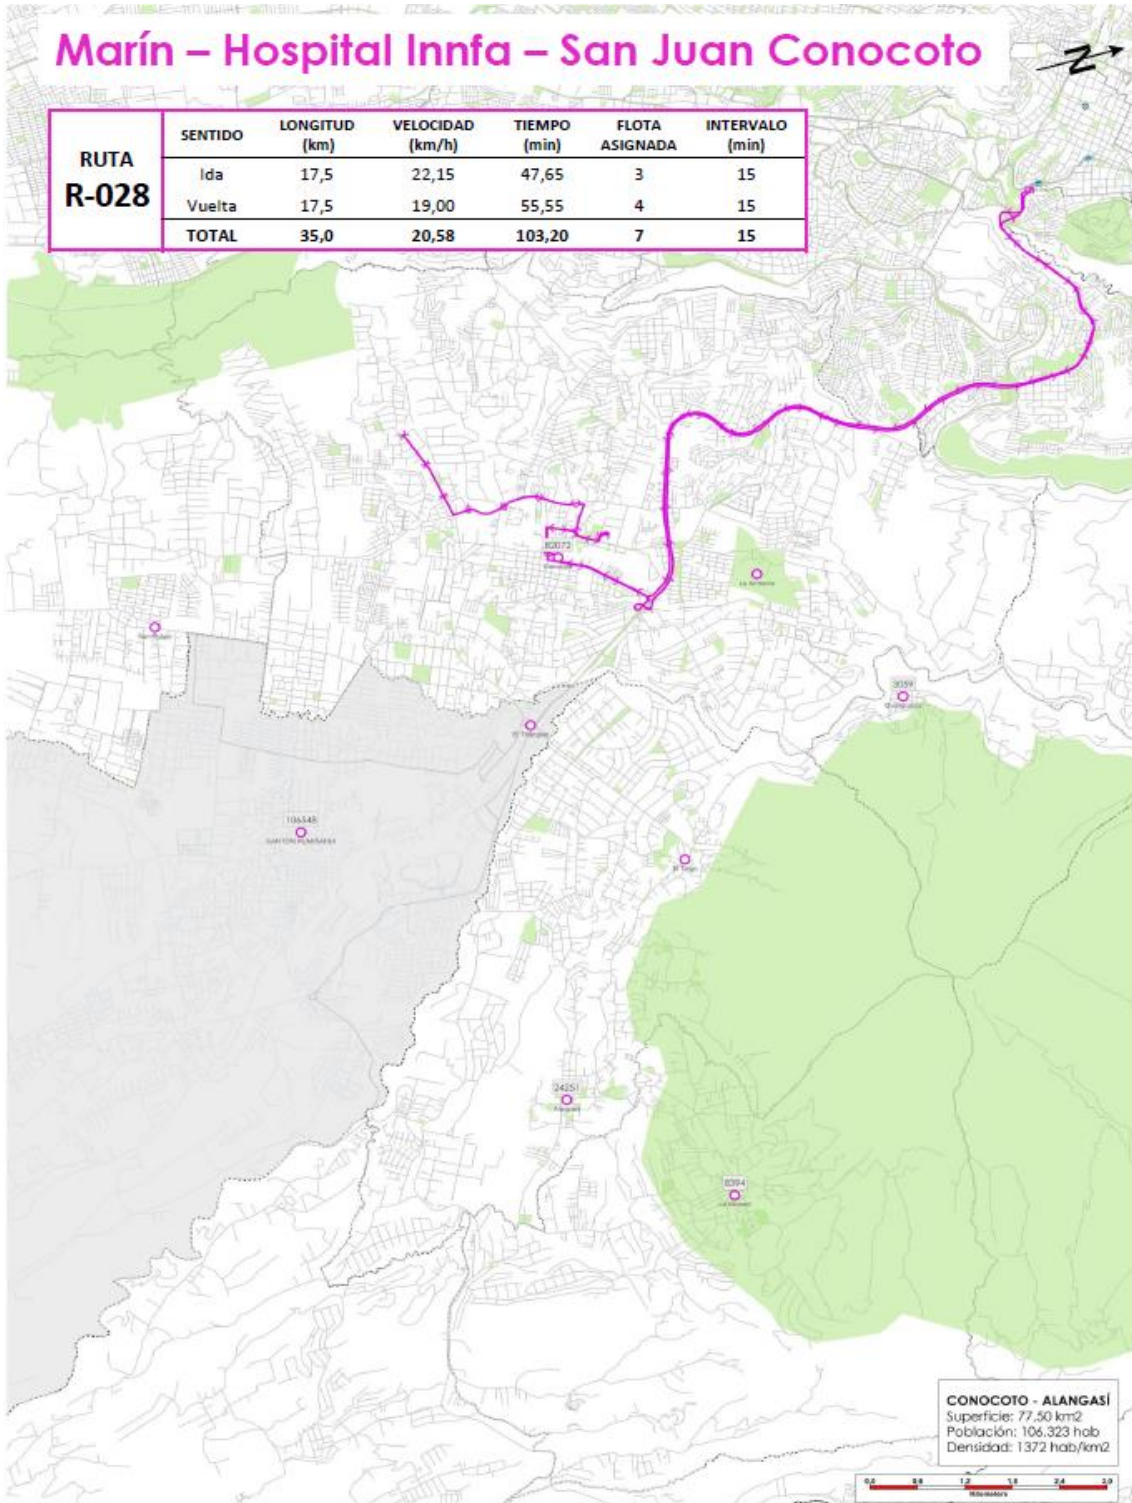 Marín – Hospital Innfa – San Juan Conocoto
N
RUTA
R-028
SENTIDO LONGITUD (km) VELOCIDAD (km/h) TIEMPO (min) FLOTA ASIGNADA INTERVALO (min)
Ida 17,5 22,15 47,65 3 15
Vuelta 17,5 19,00 55,55 4 15
TOTAL 35,0 20,58 103,20 7 15
82072
106548
24251
8394
CONOCOTO - ALANGASÍ
Superficie: 77,50 km2
Población: 106.323 hab
Densidad: 1372 hab/km2
Kilometers